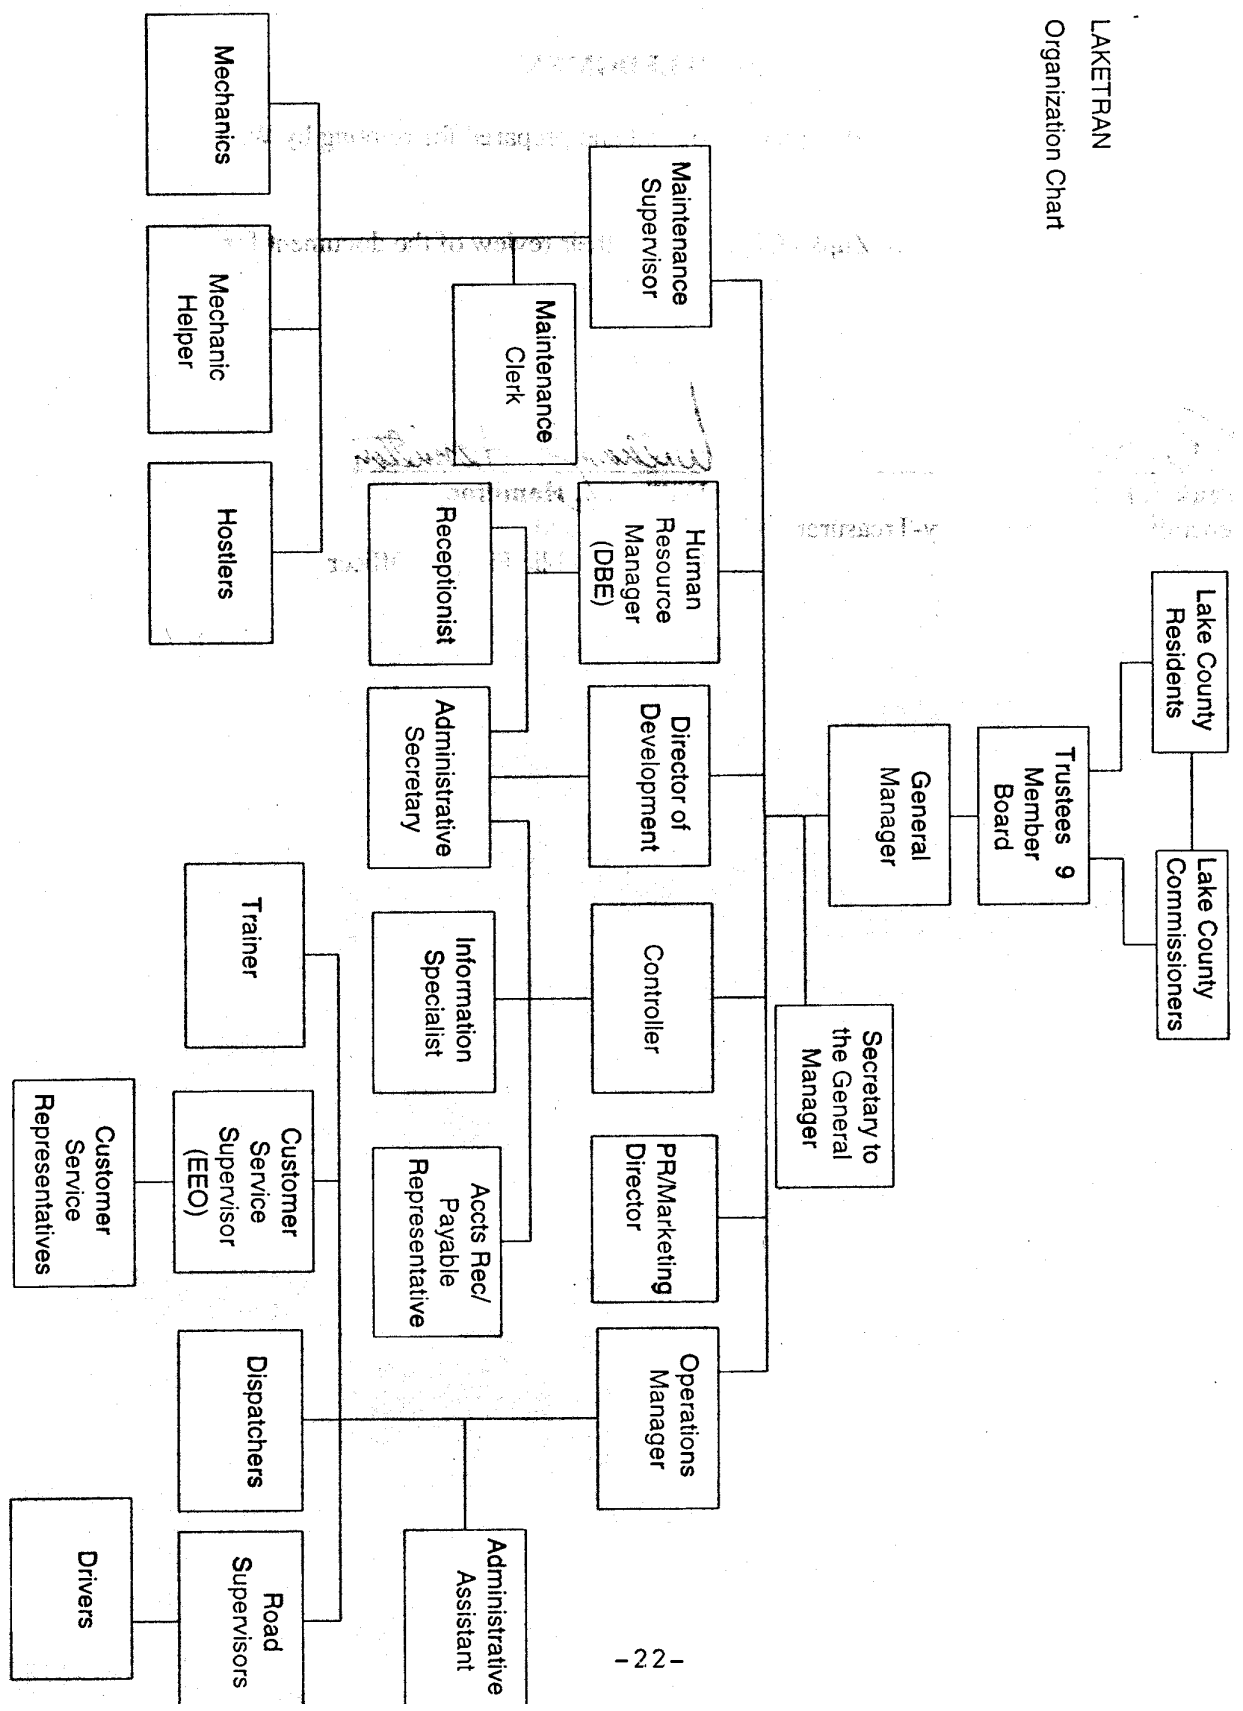 LAKETRAN
Organization Chart
Lake County
Residents
Lake County
Commissioners
Trustees 9
Member
Board
General
Manager
Secretary to
the General
Manager
Maintenance
Supervisor
Human
Resource
Manager
(DBE)
Director of
Development
Controller
PR/Marketing
Director
Operations
Manager
Maintenance
Clerk
Receptionist
Administrative
Secretary
Information
Specialist
Accts Rec/
Payable
Representative
Administrative
Assistant
Mechanics
Mechanic
Helper
Hostlers
Trainer
Customer
Service
Supervisor
(EEO)
Dispatchers
Road
Supervisors
Customer
Service
Representatives
Drivers
-22-